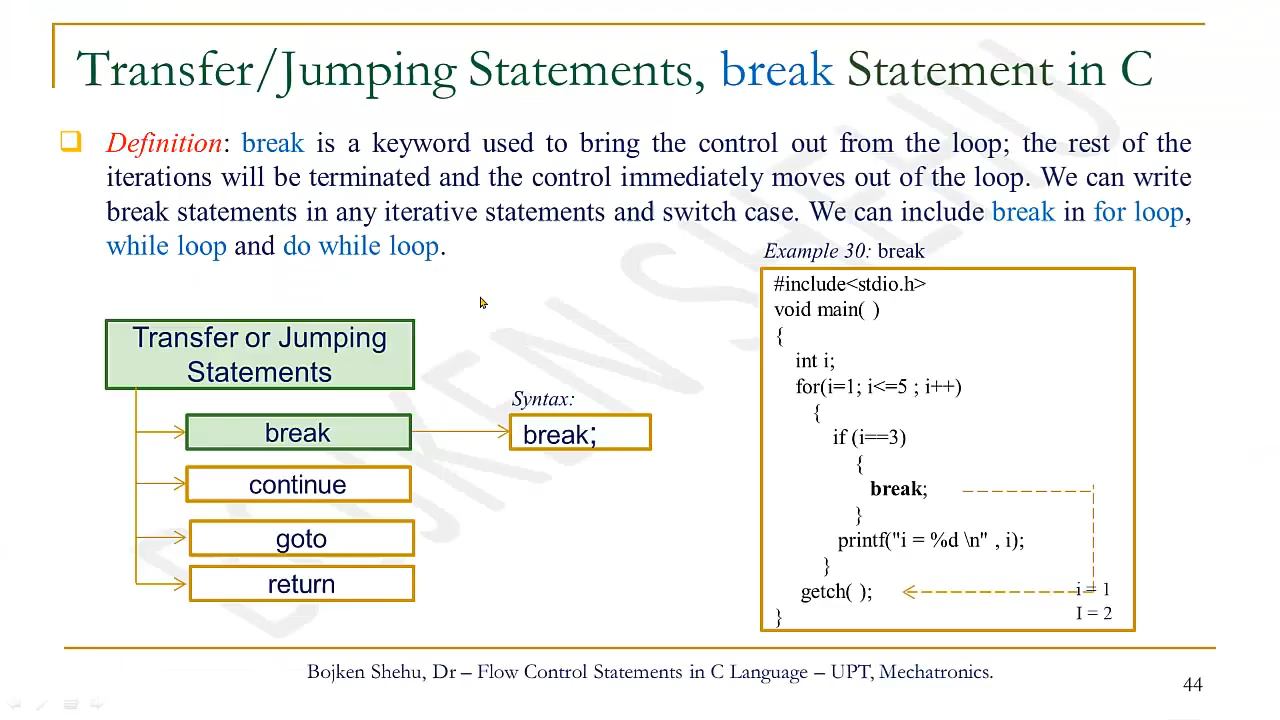 Transfer/Jumping Statements, break Statement in C
Definition: break is a keyword used to bring the control out from the loop; the rest of the
iterations will be terminated and the control immediately moves out of the loop. We can write
break statements in any iterative statements and switch case. We can include break in for loop,
while loop and do while loop.
Transfer or Jumping
Statements
break
continue
goto
return
Syntax:
break;
Example 30: break
#include<stdio.h>
void main( )
{
int i;
for(i=1; i<=5 ; i++)
{
if (i==3)
{
break;
}
printf("i = %d \n" , i);
}
getch( );
}
i = 1
I = 2
BOJKEN SHEHU
Bojken Shehu, Dr – Flow Control Statements in C Language – UPT, Mechatronics.
44